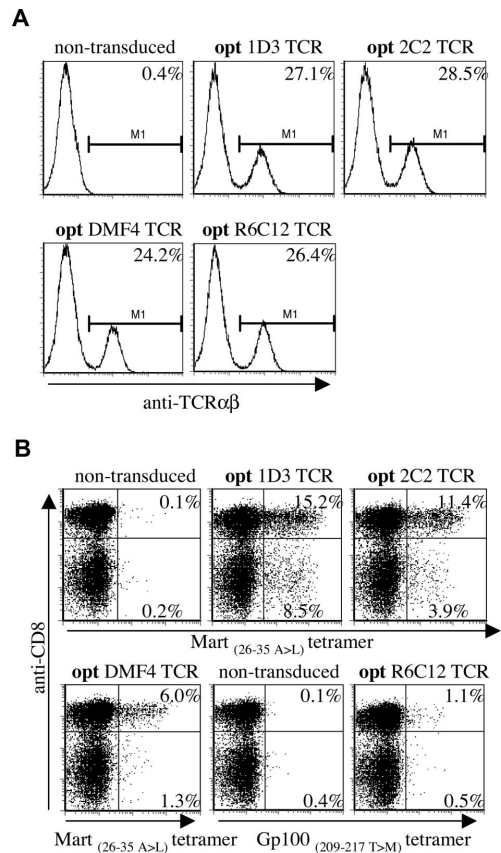 A
non-transduced opt 1D3 TCR opt 2C2 TCR
0.4% 27.1% 28.5%
M1 M1 M1
opt DMF4 TCR opt R6C12 TCR
24.2% 26.4%
M1 M1
anti-TCRαβ
B
non-transduced opt 1D3 TCR opt 2C2 TCR
0.1% 15.2% 11.4%
0.2% 8.5% 3.9%
Mart (26-35 A>L) tetramer
anti-CD8
opt DMF4 TCR non-transduced opt R6C12 TCR
6.0% 0.1% 1.1%
1.3% 0.4% 0.5%
Mart (26-35 A>L) tetramer Gp100 (209-217 T>M) tetramer